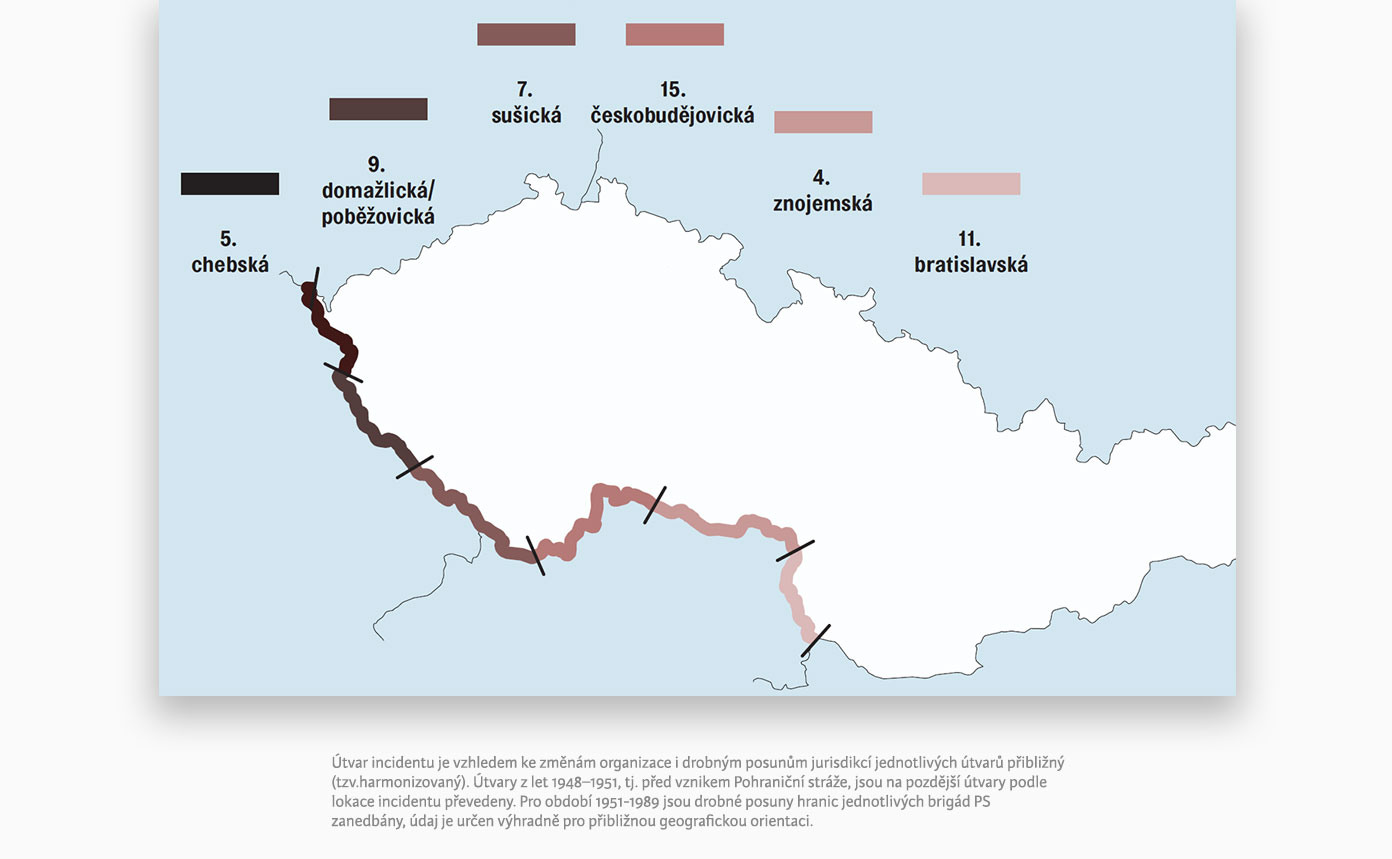 7.
sušická
15.
českobudějovická
9.
domažlická/
poběžovická
4.
znojemská
5.
chebská
11.
bratislavská
Útvar incidentu je vzhledem ke změnám organizace i drobným posunům jurisdikcí jednotlivých útvarů přibližný
(tzv.harmonizovaný). Útvary z let 1948–1951, tj. před vznikem Pohraniční stráže, jsou na pozdější útvary podle
lokace incidentu převedeny. Pro období 1951-1989 jsou drobné posuny hranic jednotlivých brigád PS
zanedbány, údaj je určen výhradně pro přibližnou geografickou orientaci.